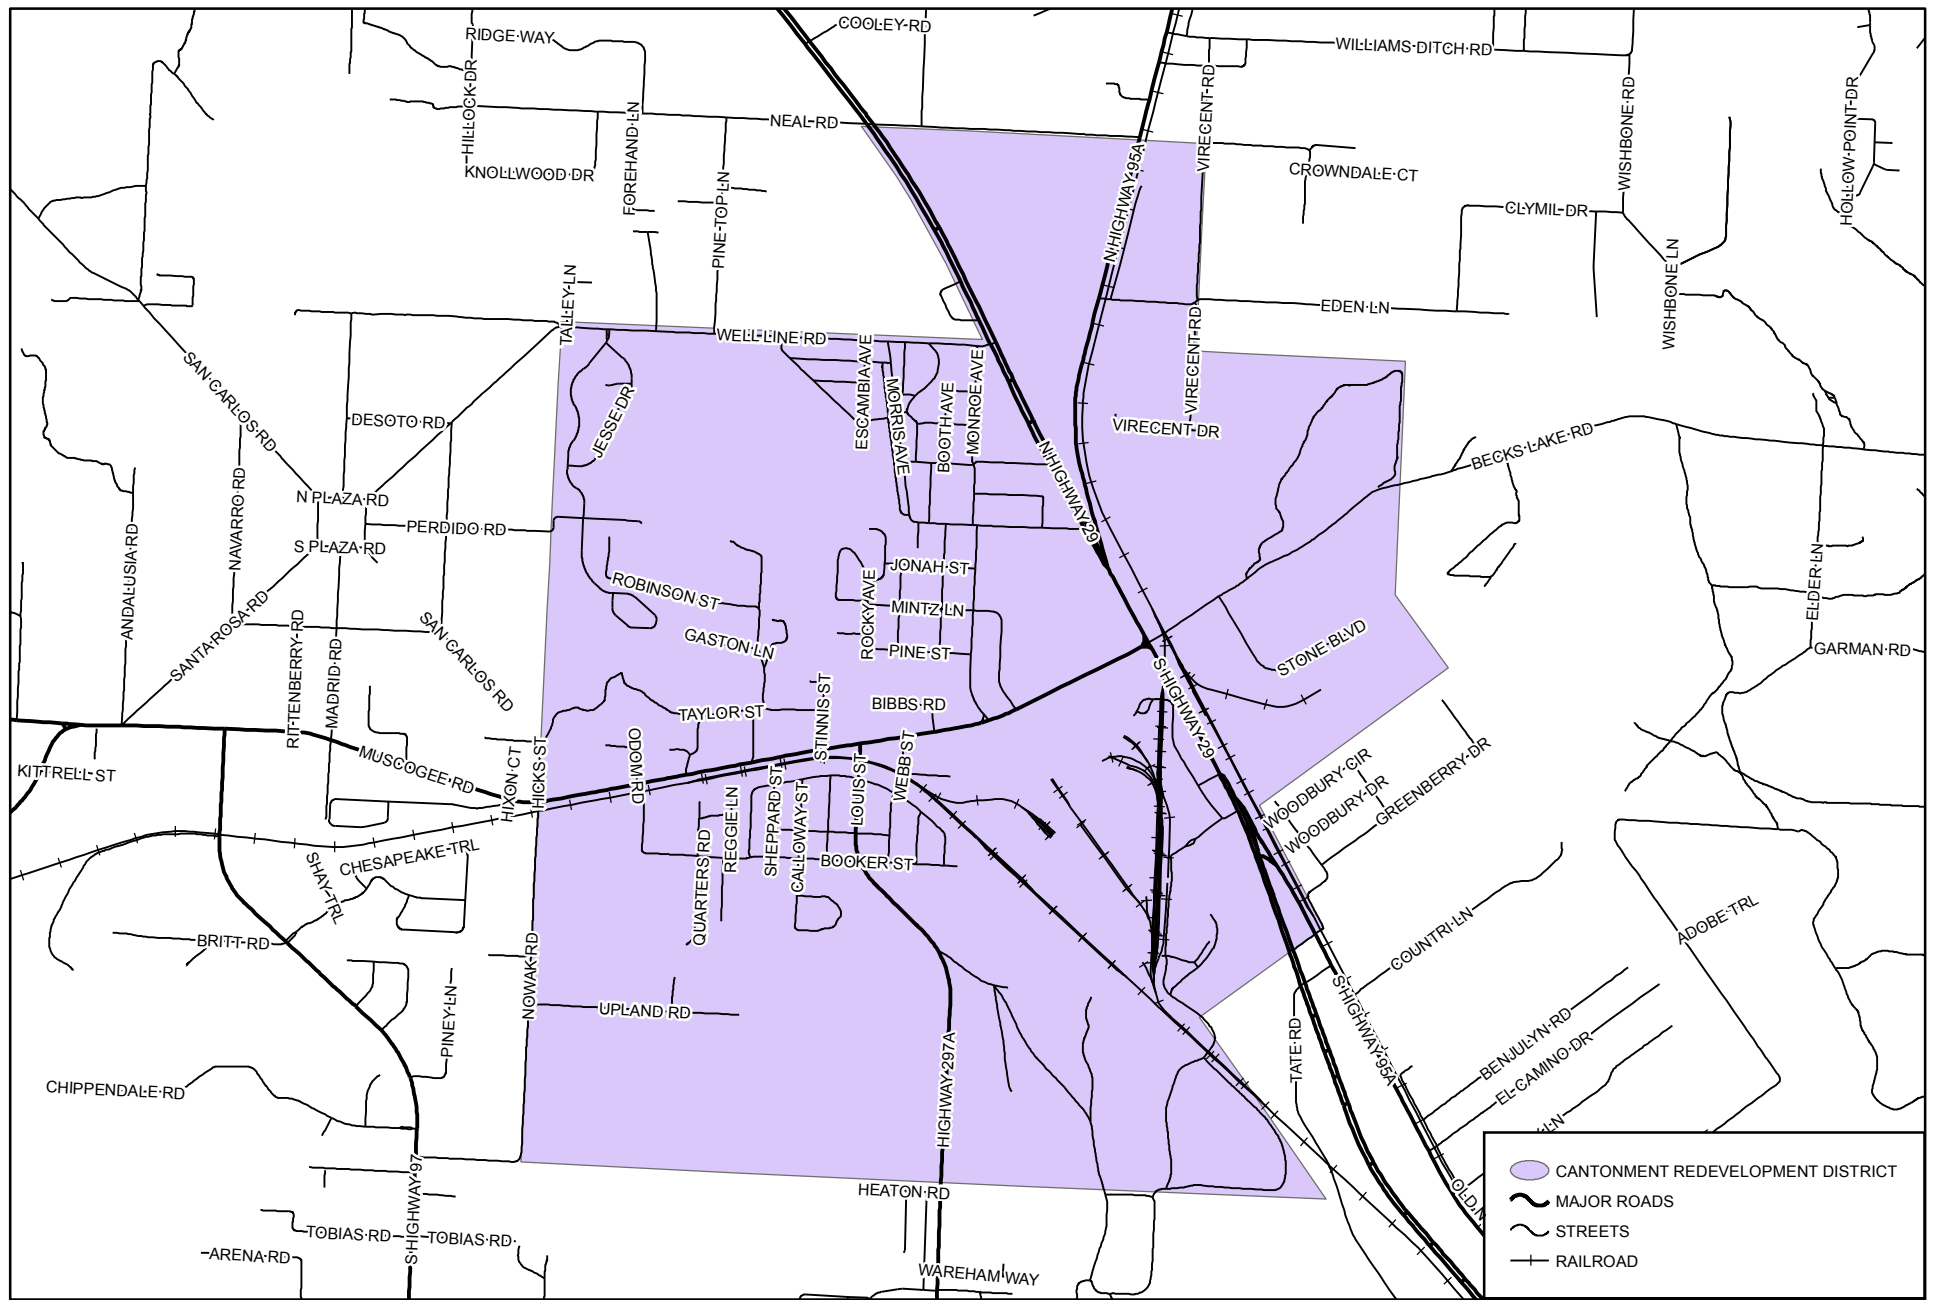 COOLEY RD
RIDGE WAY
WILLIAMS DITCH RD
HILLOCK DR
FOREHAND LN
NEAL RD
VIRECENT RD
WISHBONE RD
HOLLOW POINT DR
KNOLLWOOD DR
CROWNDALE CT
PINE TOP LN
N HIGHWAY 95A
CLYMIL DR
TALLEY LN
WISHBONE LN
EDEN LN
WELL LINE RD
VIRECENT RD
SAN CARLOS RD
ESCAMBIA AVE
MORRIS AVE
BOOTH AVE
MONROE AVE
JESSE DR
DESOTO RD
VIRECENT DR
BECKS LAKE RD
N HIGHWAY 29
NAVARRO RD
N PLAZA RD
PERDIDO RD
S PLAZA RD
ANDALUSIA RD
JONAH ST
ROBINSON ST
ROCKY AVE
MINTZ LN
ELDER LN
SANTA ROSA RD
RITTENBERRY RD
MADRID RD
SAN CARLOS RD
GASTON LN
PINE ST
STONE BLVD
GARMAN RD
S HIGHWAY 29
STINNIS ST
BIBBS RD
TAYLOR ST
KITTRELL ST
MUSCOGEE RD
HIXON CT
HICKS ST
ODOM RD
LOUIS ST
WEBB ST
WOODBURY CIR
WOODBURY DR
GREENBERRY DR
QUARTERS RD
REGGIE LN
SHEPPARD ST
CALLOWAY ST
BOOKER ST
CHESAPEAKE TRL
SHAY TRL
BRITT RD
NOWAK RD
COUNTRI LN
ADOBE TRL
PINEY LN
UPLAND RD
S HIGHWAY 95A
TATE RD
BENJULYN RD
EL CAMINO DR
HIGHWAY 297A
CHIPPENDALE RD
LN
S HIGHWAY 97
HEATON RD
OLD N
TOBIAS RD
TOBIAS RD
ARENA RD
WAREHAM WAY
CANTONMENT REDEVELOPMENT DISTRICT
MAJOR ROADS
STREETS
RAILROAD